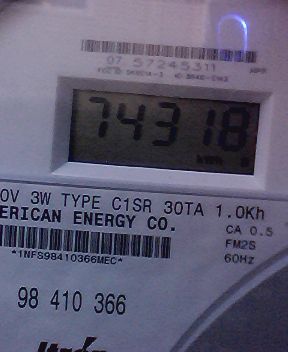 07 57245311
74318
kWh
0V 3W TYPE C1SR 30TA 1.0Kh
ERICAN ENERGY CO.
CA 0.5
FM2S
60Hz
*1NFS98410366MEC*
98 410 366
Itron